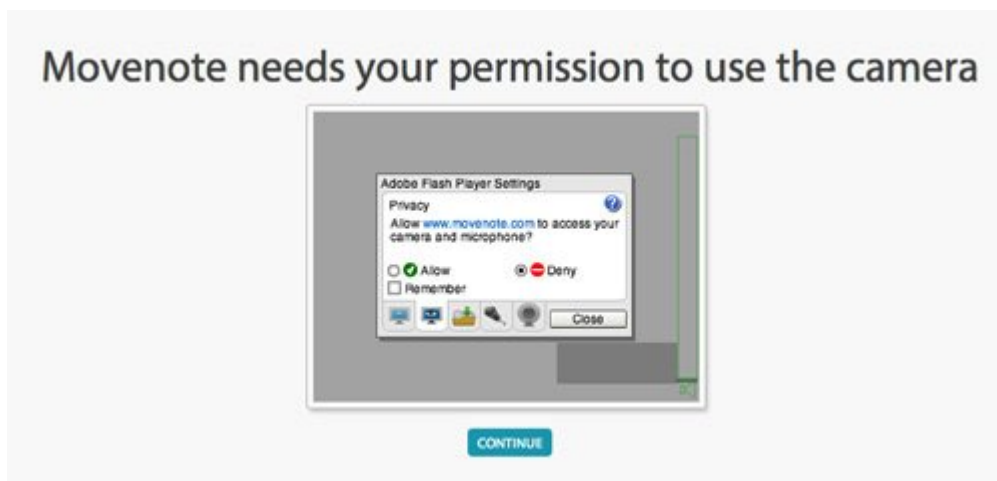 Movenote needs your permission to use the camera
Adobe Flash Player Settings
Privacy
Allow www.movenote.com to access your
camera and microphone?
Allow
Deny
Remember
Close
CONTINUE